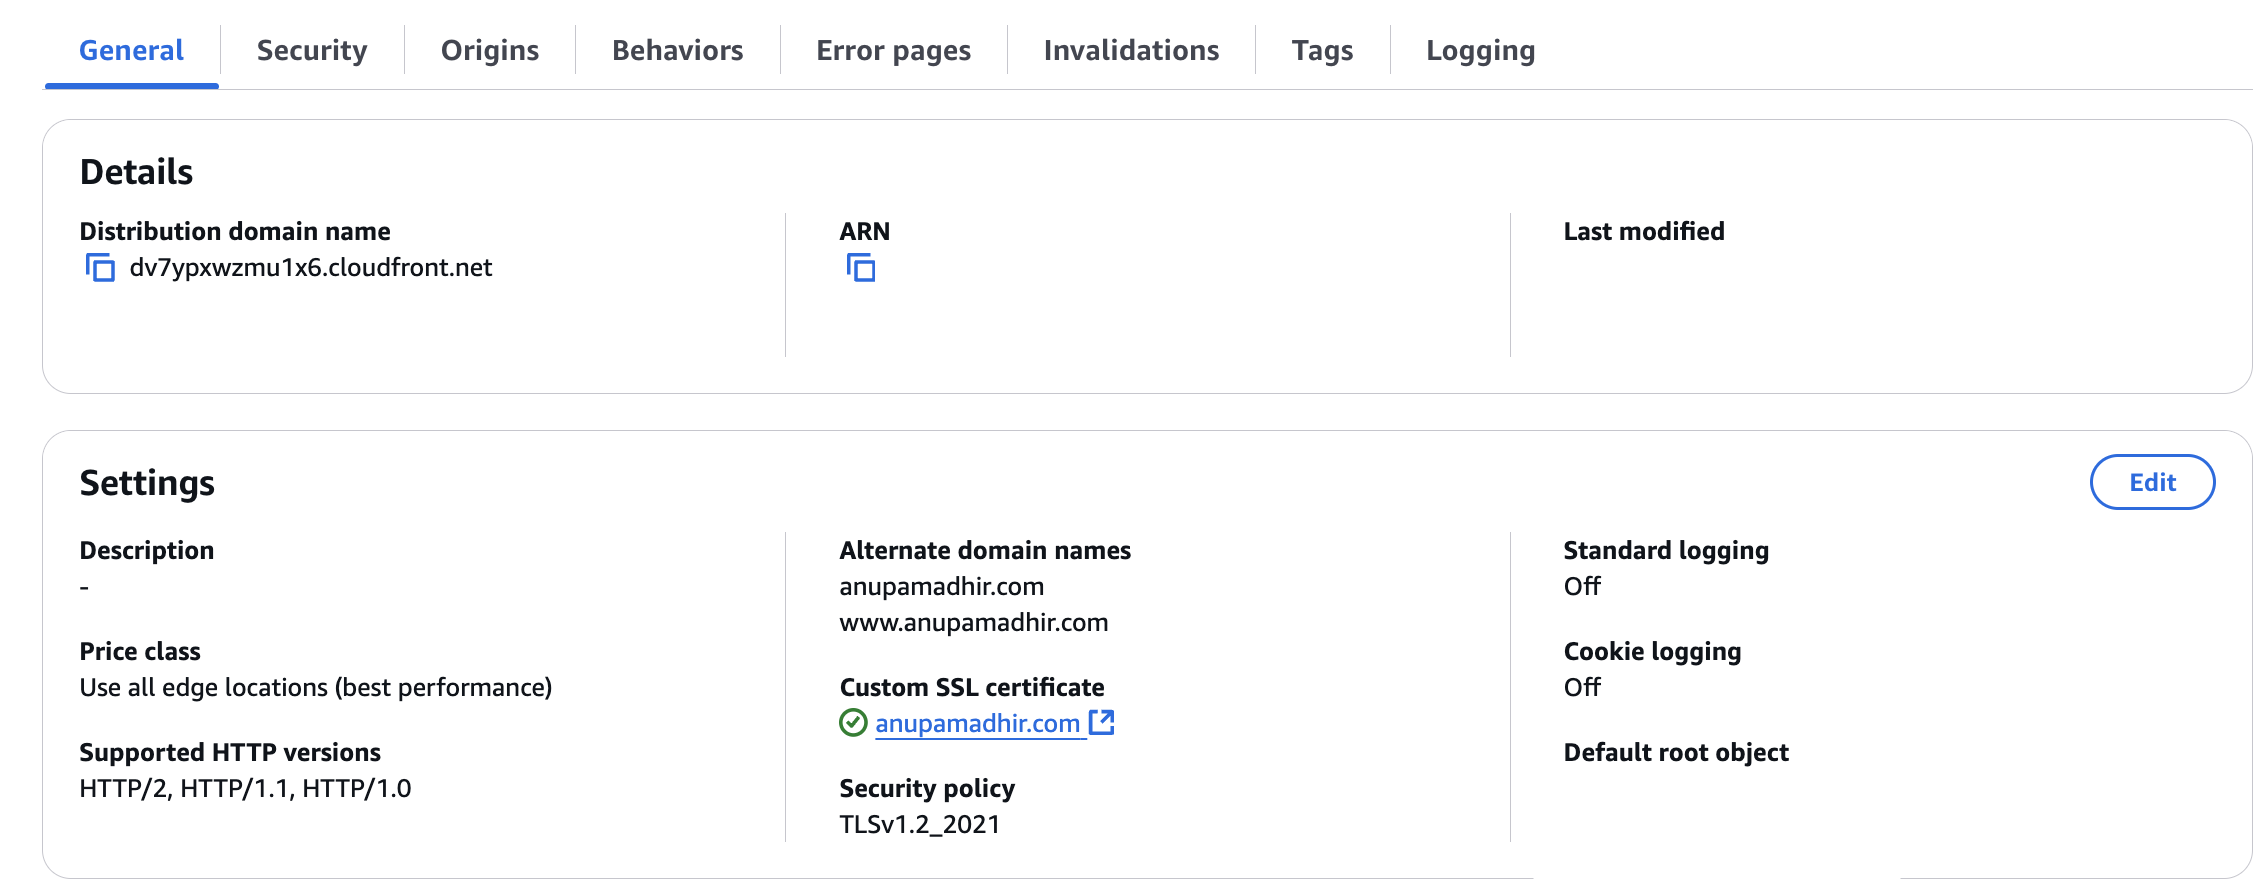 General
Security
Origins
Behaviors
Error pages
Invalidations
Tags
Logging
Details
Distribution domain name
dv7ypxwzmu1x6.cloudfront.net
ARN
Last modified
Settings
Edit
Description
-
Price class
Use all edge locations (best performance)
Supported HTTP versions
HTTP/2, HTTP/1.1, HTTP/1.0
Alternate domain names
anupamadhir.com
www.anupamadhir.com
Custom SSL certificate
anupamadhir.com
Security policy
TLSv1.2_2021
Standard logging
Off
Cookie logging
Off
Default root object